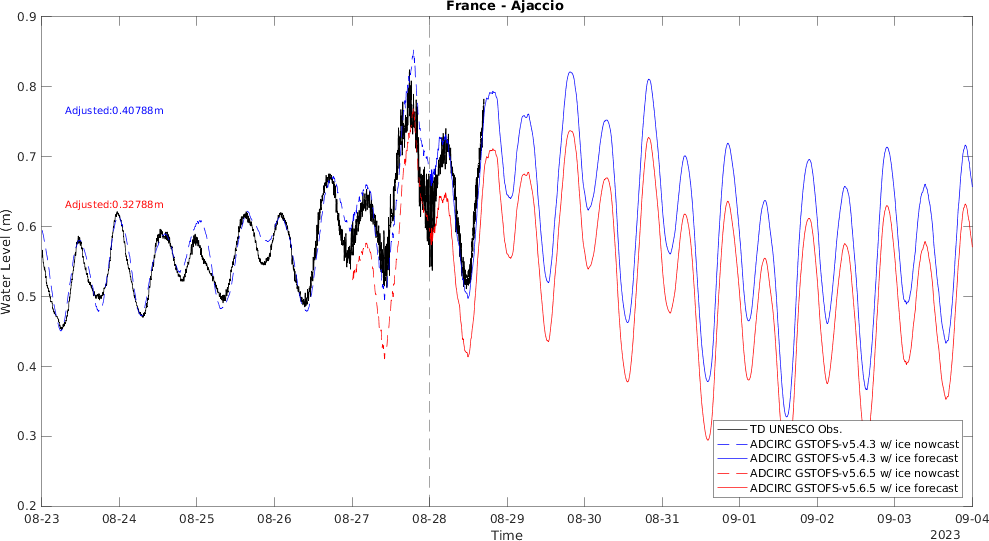 France - Ajaccio
0.9
0.8
0.7
0.6
0.5
0.4
0.3
0.2
Water Level (m)
Adjusted:0.40788m
Adjusted:0.32788m
TD UNESCO Obs.
ADCIRC GSTOFS-v5.4.3 w/ ice nowcast
ADCIRC GSTOFS-v5.4.3 w/ ice forecast
ADCIRC GSTOFS-v5.6.5 w/ ice nowcast
ADCIRC GSTOFS-v5.6.5 w/ ice forecast
08-23 08-24 08-25 08-26 08-27 08-28 08-29 08-30 08-31 09-01 09-02 09-03 09-04
Time
2023